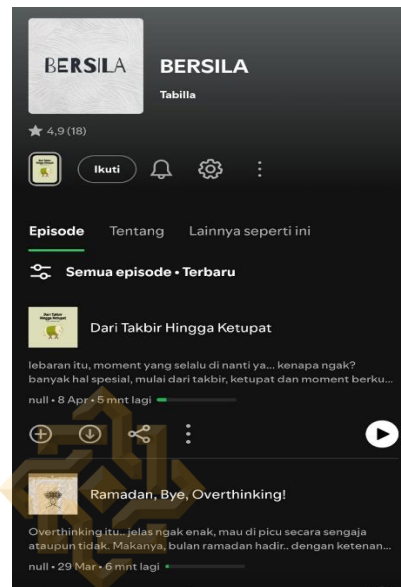 BERSILA
BERSILA
Tabilla
4,9 (18)
Ikuti
Episode Tentang Lainnya seperti ini
Semua episode • Terbaru
Dari Takbir Hingga Ketupat
lebaran itu, moment yang selalu di nanti ya... kenapa ngak?
banyak hal spesial, mulai dari takbir, ketupat dan moment berku...
null • 8 Apr • 5 mnt lagi
Ramadan, Bye, Overthinking!
Overthinking itu.. jelas ngak enak, mau di picu secara sengaja
ataupun tidak. Makanya, bulan ramadan hadir.. dengan ketenan...
null • 29 Mar • 6 mnt lagi